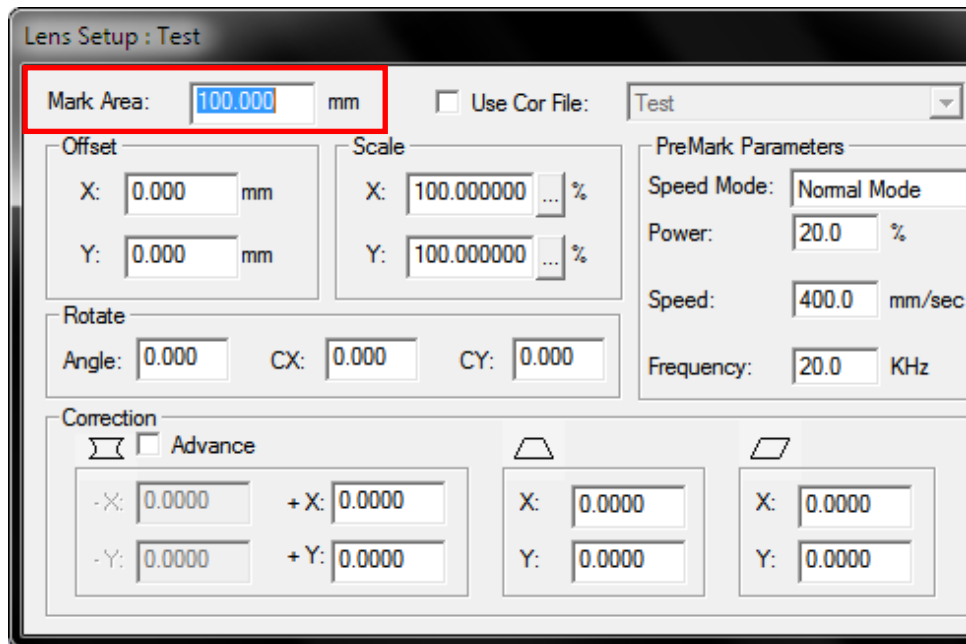 Lens Setup : Test
Mark Area: 100.000 mm Use Cor File: Test
Offset
X: 0.000 mm
Y: 0.000 mm
Scale
X: 100.000000 ... %
Y: 100.000000 ... %
PreMark Parameters
Speed Mode: Normal Mode
Power: 20.0 %
Speed: 400.0 mm/sec
Frequency: 20.0 KHz
Rotate
Angle: 0.000 CX: 0.000 CY: 0.000
Correction
Advance
-X: 0.0000 +X: 0.0000
-Y: 0.0000 +Y: 0.0000
X: 0.0000
Y: 0.0000
X: 0.0000
Y: 0.0000